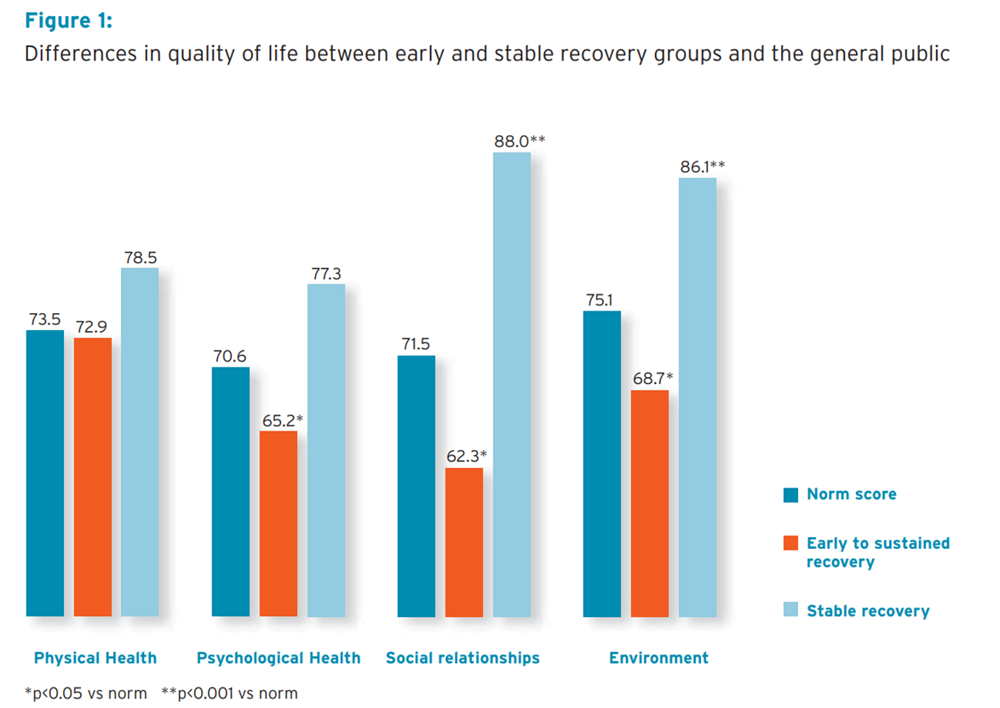 Figure 1:
Differences in quality of life between early and stable recovery groups and the general public
88.0**
86.1**
78.5
77.3
75.1
73.5
72.9
71.5
70.6
68.7*
65.2*
62.3*
Norm score
Early to sustained
recovery
Stable recovery
Physical Health Psychological Health Social relationships Environment
*p<0.05 vs norm **p<0.001 vs norm